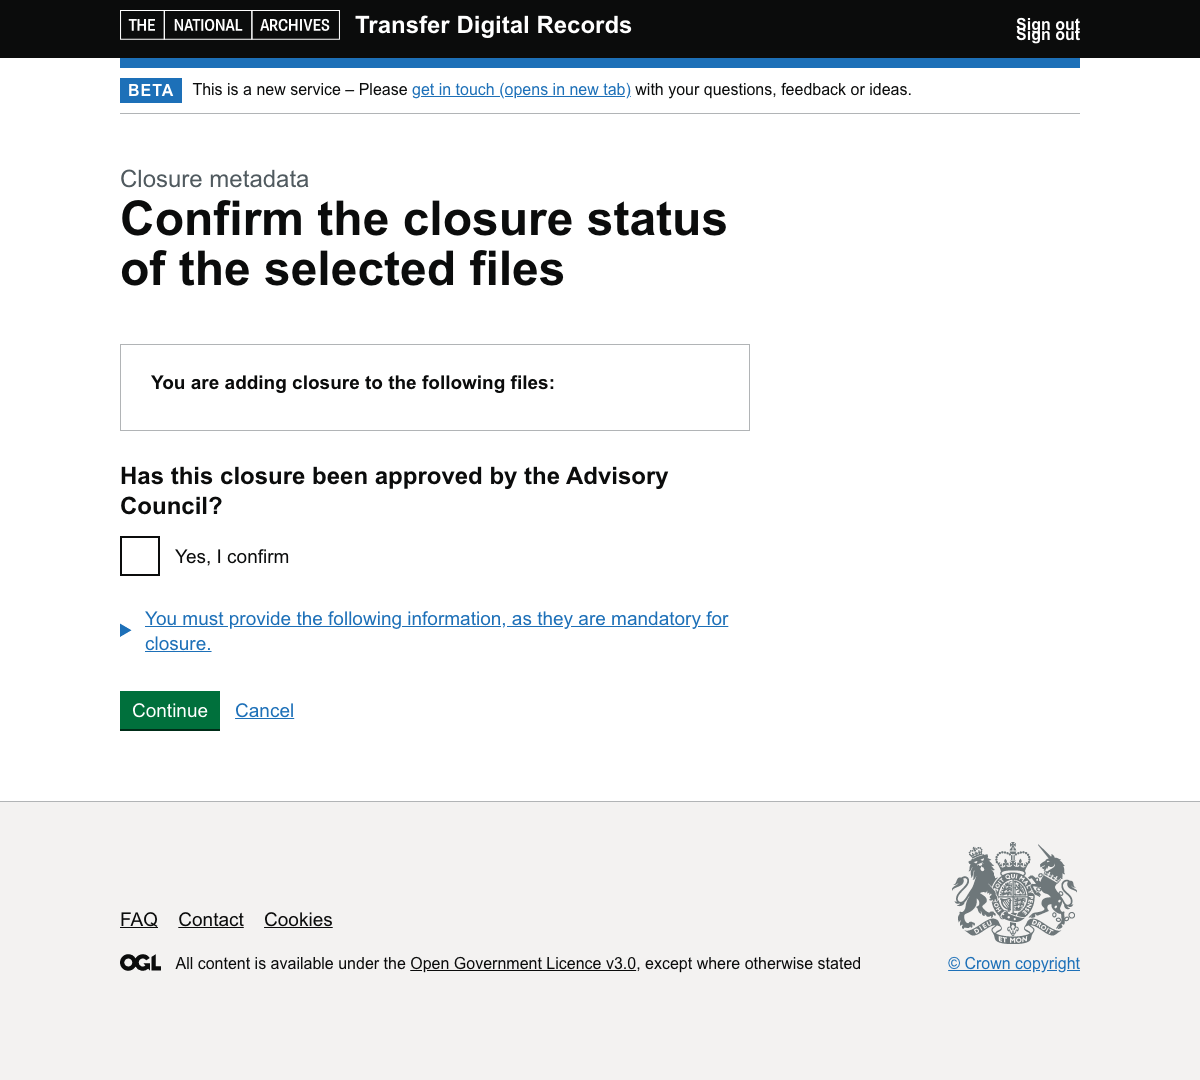 THE NATIONAL ARCHIVES Transfer Digital Records Sign out
Sign out
BETA This is a new service – Please get in touch (opens in new tab) with your questions, feedback or ideas.
Closure metadata
Confirm the closure status
of the selected files
You are adding closure to the following files:
Has this closure been approved by the Advisory
Council?
Yes, I confirm
You must provide the following information, as they are mandatory for
closure.
Continue Cancel
FAQ Contact Cookies
DIEU ET MON DROIT
OGL All content is available under the Open Government Licence v3.0, except where otherwise stated
© Crown copyright